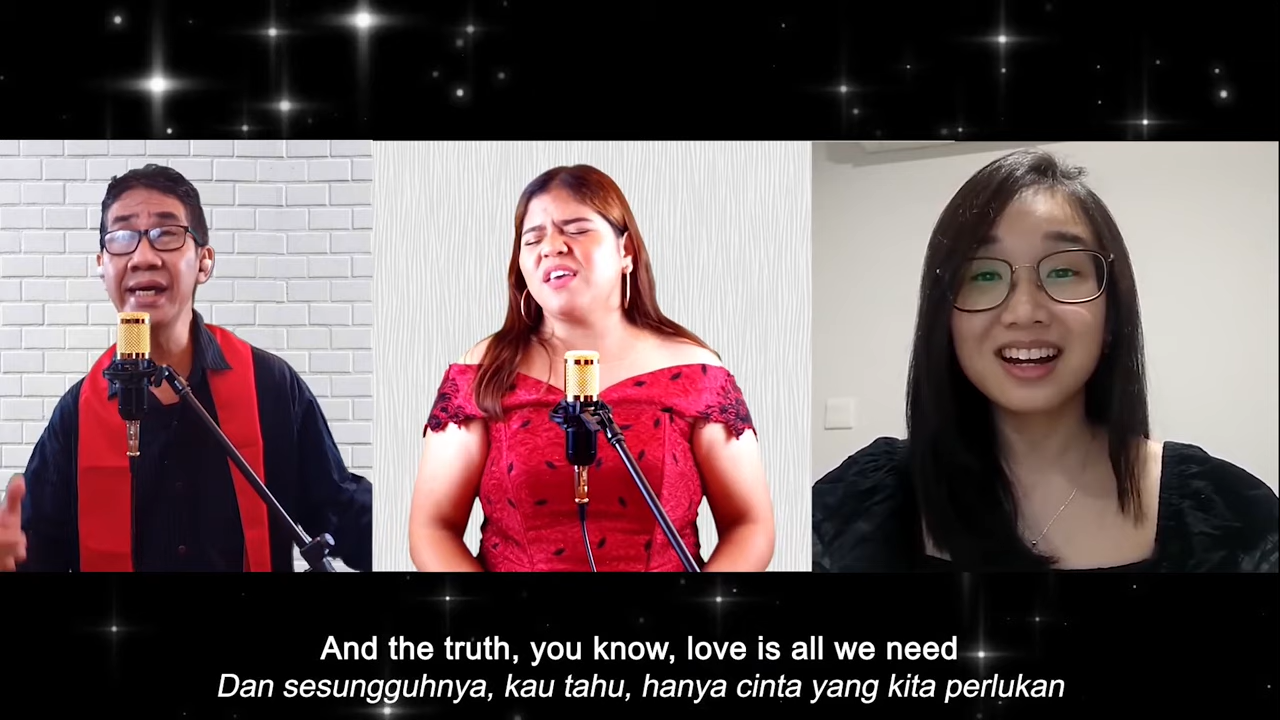 And the truth, you know, love is all we need
Dan sesungguhnya, kau tahu, hanya cinta yang kita perlukan